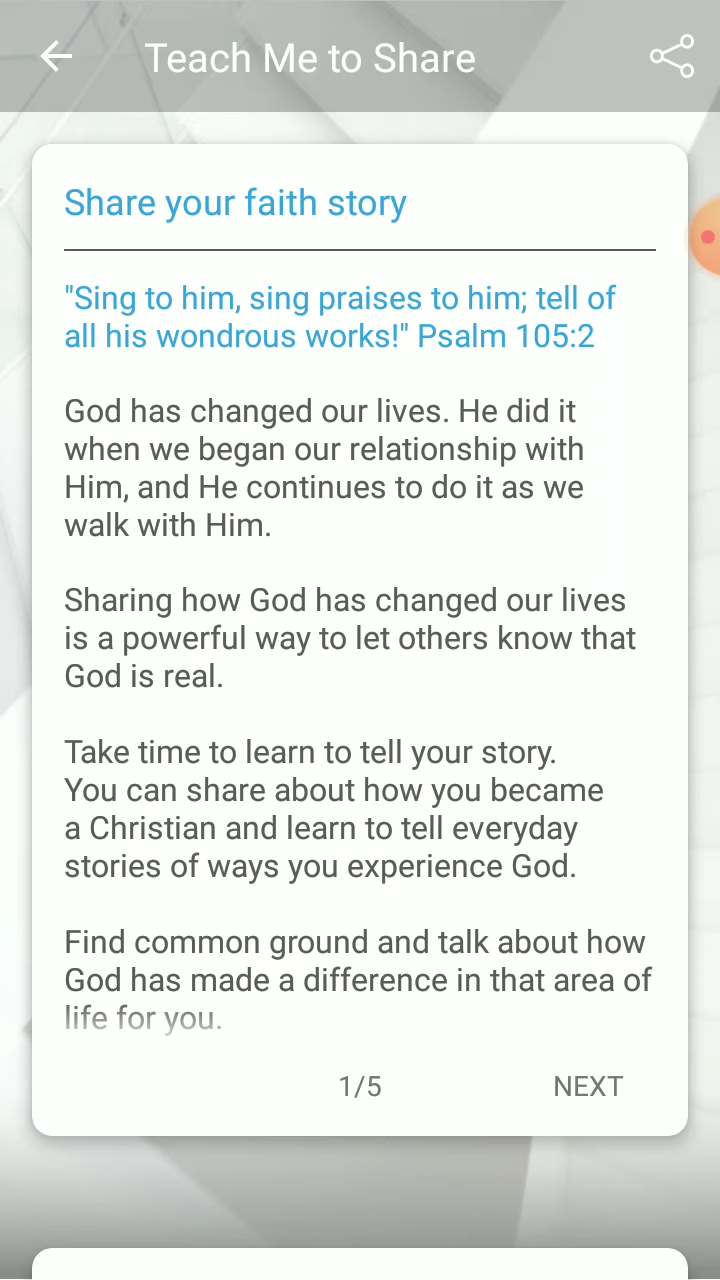 Teach Me to Share
Share your faith story
"Sing to him, sing praises to him; tell of
all his wondrous works!" Psalm 105:2
God has changed our lives. He did it
when we began our relationship with
Him, and He continues to do it as we
walk with Him.
Sharing how God has changed our lives
is a powerful way to let others know that
God is real.
Take time to learn to tell your story.
You can share about how you became
a Christian and learn to tell everyday
stories of ways you experience God.
Find common ground and talk about how
God has made a difference in that area of
life for you.
1/5
NEXT